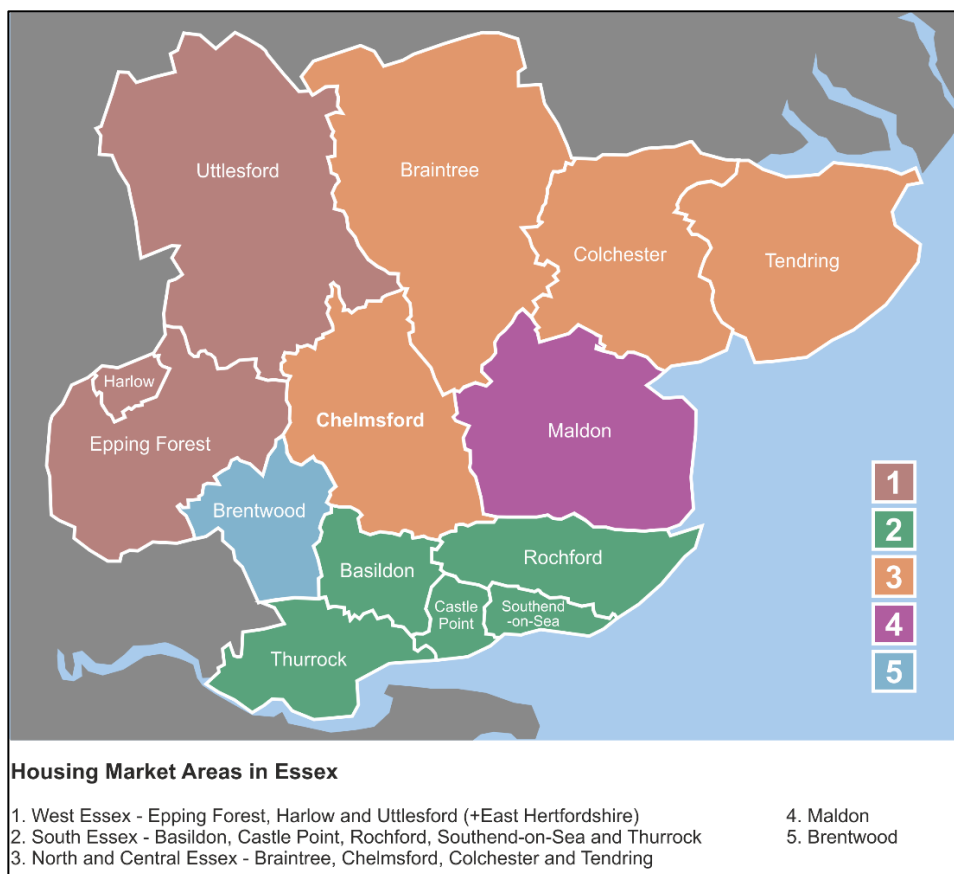 Uttlesford
Braintree
Colchester
Tendring
Harlow
Epping Forest
Chelmsford
Maldon
Brentwood
Basildon
Rochford
Castle
Point
Southend
-on-Sea
Thurrock
1
2
3
4
5
Housing Market Areas in Essex
1. West Essex - Epping Forest, Harlow and Uttlesford (+East Hertfordshire)
2. South Essex - Basildon, Castle Point, Rochford, Southend-on-Sea and Thurrock
3. North and Central Essex - Braintree, Chelmsford, Colchester and Tendring
4. Maldon
5. Brentwood